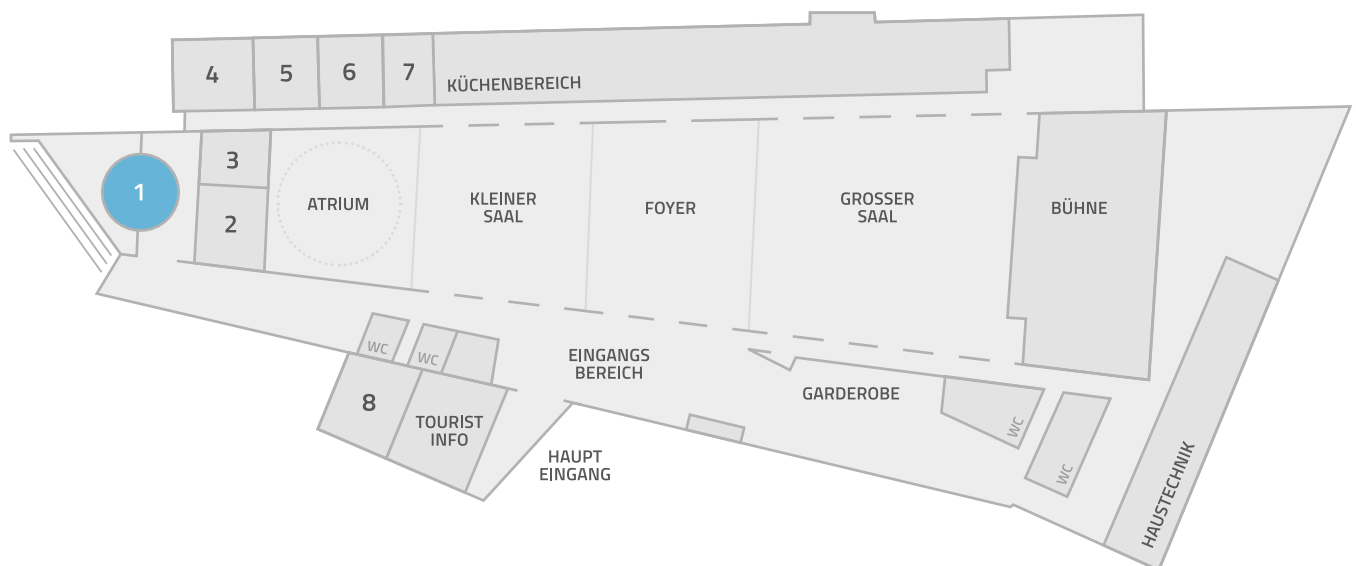 4
5
6
7
KÜCHENBEREICH
1
3
2
ATRIUM
KLEINER
SAAL
FOYER
GROSSER
SAAL
BÜHNE
WC
WC
8
TOURIST
INFO
EINGANGS
BEREICH
HAUPT
EINGANG
GARDEROBE
WC
WC
HAUSTECHNIK